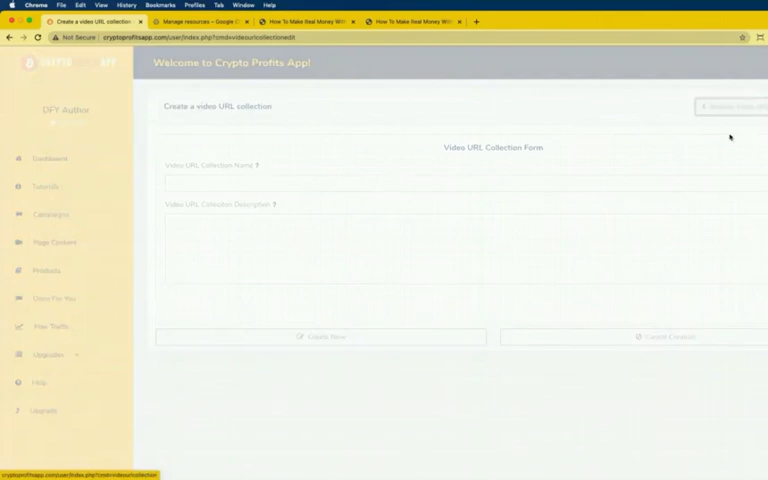 Chrome File Edit View History Bookmarks Profiles Tab Window Help
Create a video URL collection
Manage resources – Google C
How To Make Real Money With
How To Make Real Money With
Not Secure cryptoprofitsapp.com/user/index.php?cmd=videourlcollectionedit
APP
Welcome to Crypto Profits App!
DFY Author
Create a video URL collection
Video URL Collection Form
Video URL Collection Name ?
Video URL Collection Description ?
Dashboard
Tutorials
Campaigns
Page Content
Products
Done For You
Free Traffic
Upgrades
Help
Upgrade
Create New
Cancel Creation
cryptoprofitsapp.com/user/index.php?cmd=videourlcollection